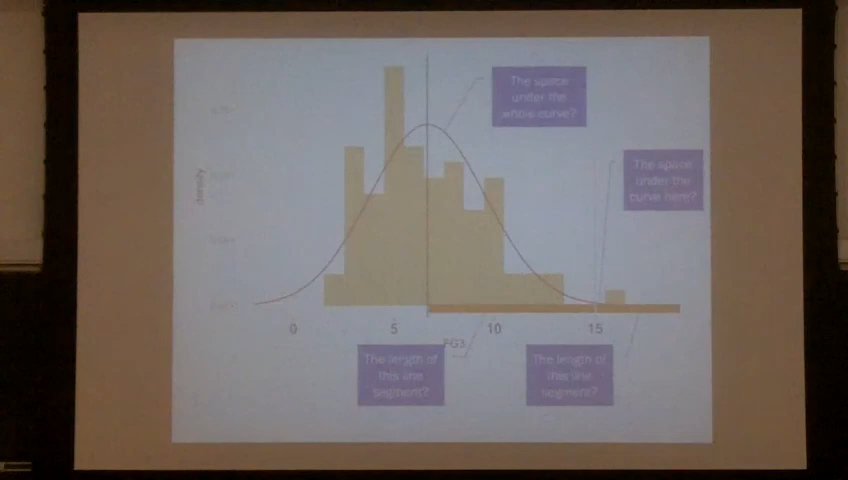 The space
under the
whole curve?
The space
under the
curve here?
density
0
5
10
15
FG3
The length of
this line
segment?
The length of
this line
segment?